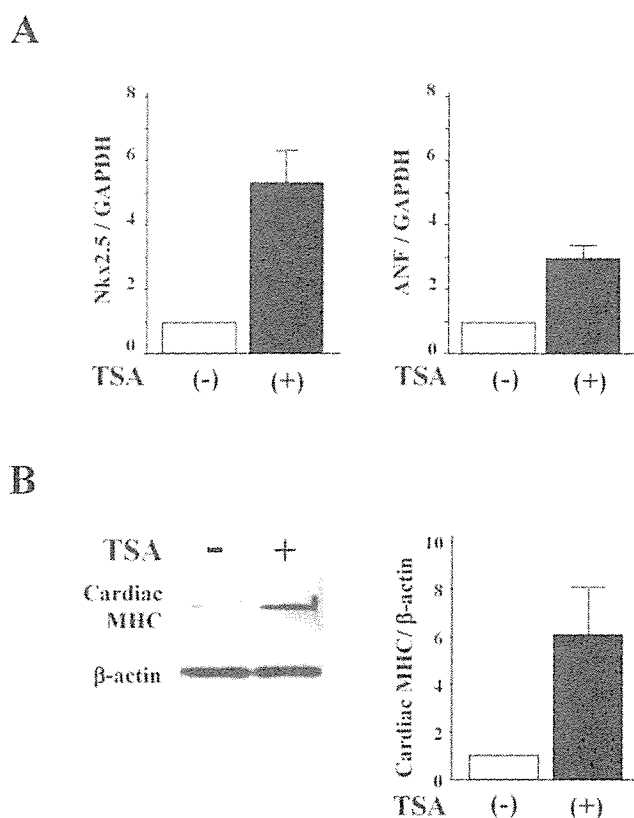 A
8
6
4
2
0
Nkx2.5 / GAPDH
TSA (-) (+)
8
6
4
2
0
ANF / GAPDH
(-) (+)
B
TSA - +
Cardiac
MHC
β-actin
10
8
6
4
2
0
Cardiac MHC/ β-actin
TSA (-) (+)